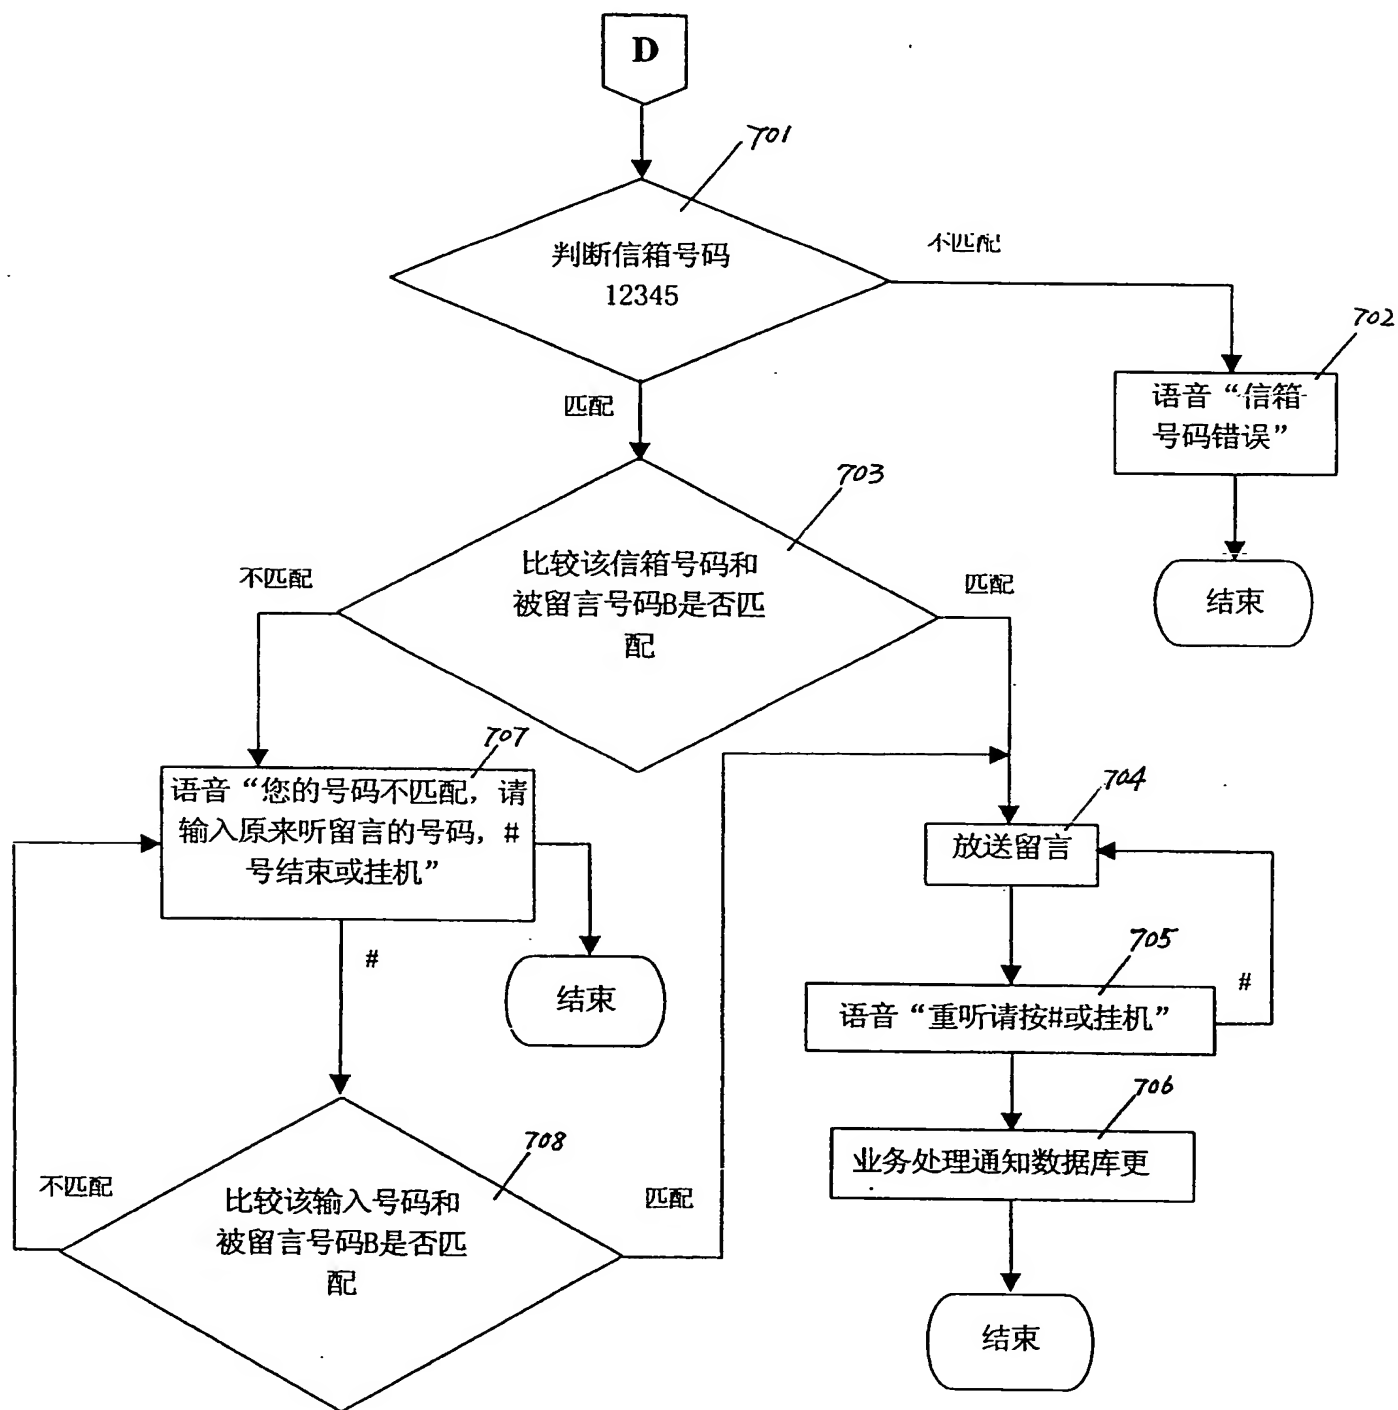 D
701
判断信箱号码
12345
不匹配
702
语音“信箱
号码错误”
结束
匹配
703
比较该信箱号码和
被留言号码B是否匹
配
不匹配
匹配
707
语音“您的号码不匹配，请
输入原来听留言的号码，#
号结束或挂机”
结束
#
704
放送留言
705
语音“重听请按#或挂机”
#
706
业务处理通知数据库更
结束
708
比较该输入号码和
被留言号码B是否匹
配
不匹配
匹配